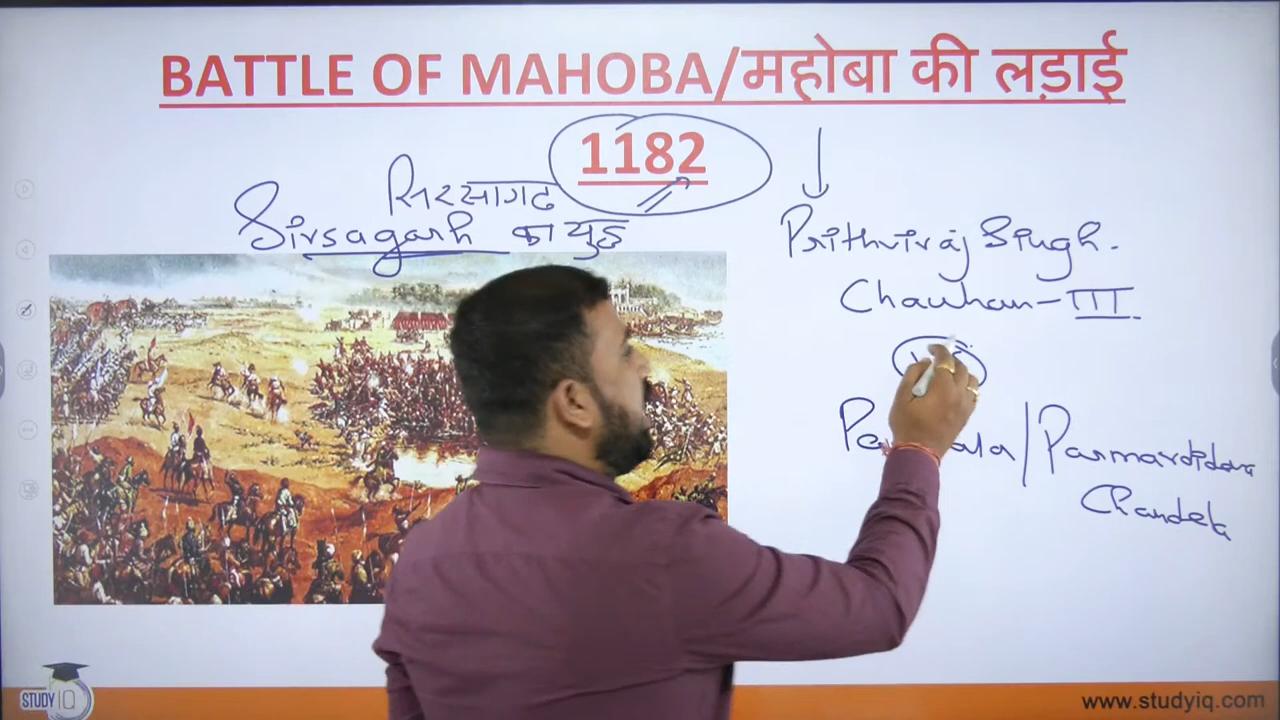 BATTLE OF MAHOBA/महोबा की लड़ाई
1182
सिरसागढ
Sirsagarh का युद्ध
Prithviraj Singh.
Chauhan-III
/Parmardideva
Chandela
STUDY IQ
www.studyiq.com